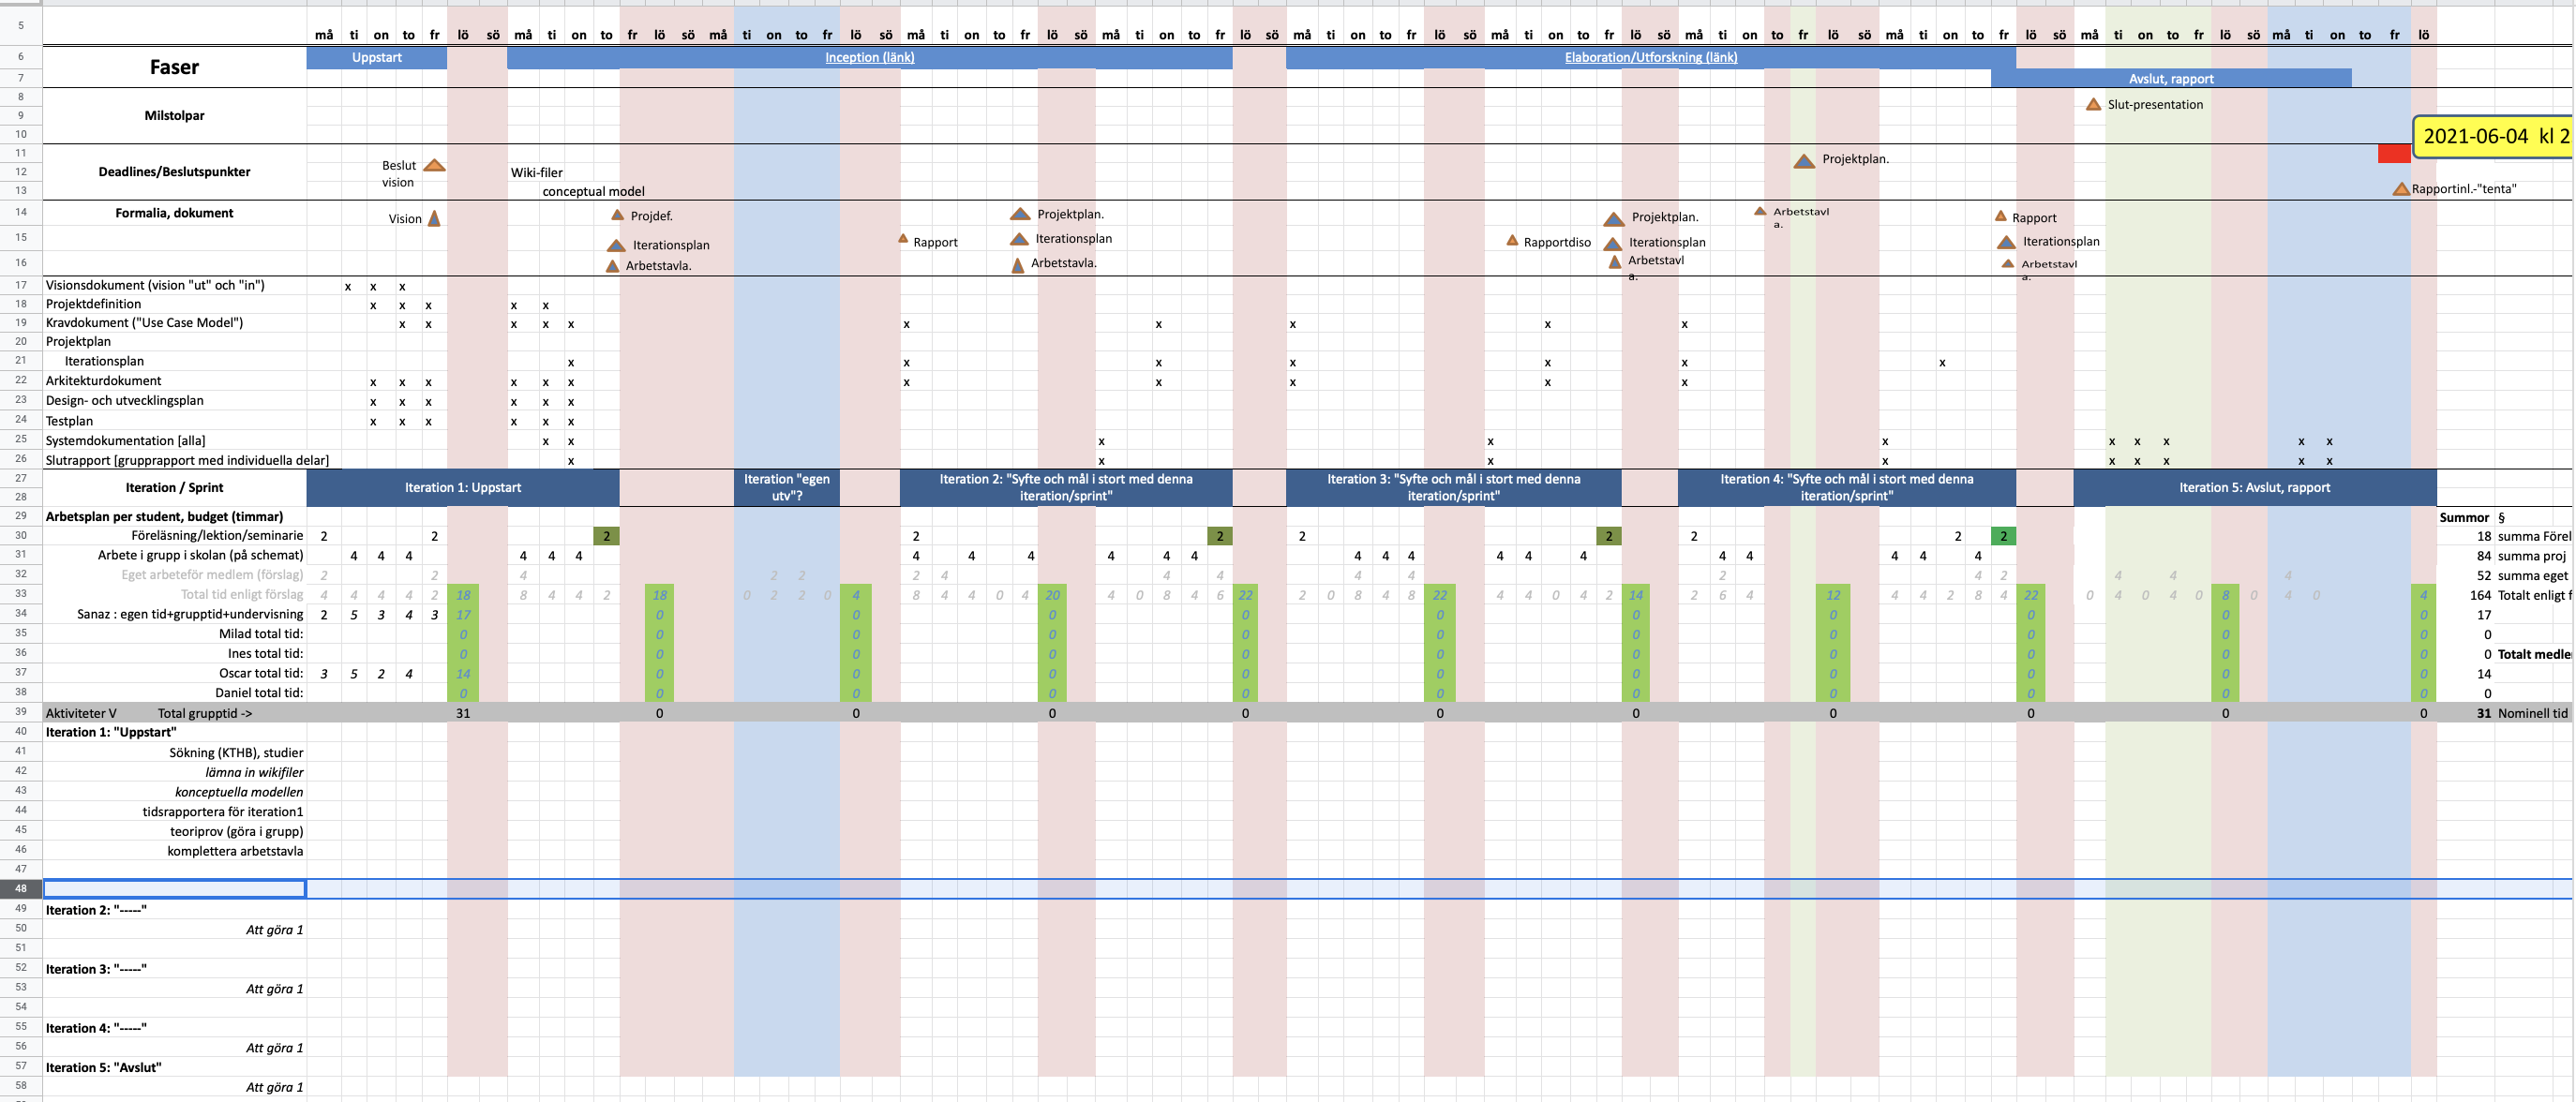 5 må ti on to fr lö sö må ti on to fr lö sö må ti on to fr lö sö må ti on to fr lö sö må ti on to fr lö sö må ti on to fr lö sö må ti on to fr lö sö må ti on to fr lö sö må ti on to fr lö sö må ti on to fr lö sö må ti on to fr lö
6 Faser Uppstart Inception (länk) Elaboration/Utforskning (länk)
7 Avslut, rapport
8
9 Milstolpar Slut-presentation
10 2021-06-04 kl 2
11
12 Deadlines/Beslutspunkter Beslut vision Wiki-filer Projektplan.
13 conceptual model Rapportinl.-"tenta"
14 Formalia, dokument Vision Projdef. Projektplan. Projektplan. Arbetstavla. Rapport
15 Iterationsplan Rapport Iterationsplan Rapportdiso Iterationsplan Iterationsplan
16 Arbetstavla. Arbetstavla. Arbetstavla. Arbetstavla.
17 Visionsdokument (vision "ut" och "in") x x x
18 Projektdefinition x x x x x
19 Kravdokument ("Use Case Model") x x x x x x x x x x
20 Projektplan
21 Iterationsplan x x x x x x x
22 Arkitekturdokument x x x x x x x x x x x
23 Design- och utvecklingsplan x x x x x x
24 Testplan x x x x x x
25 Systemdokumentation [alla] x x x x x x x x x x
26 Slutrapport [grupprapport med individuella delar] x x x x x x x x x
27 Iteration / Sprint Iteration 1: Uppstart Iteration "egen utv"? Iteration 2: "Syfte och mål i stort med denna iteration/sprint" Iteration 3: "Syfte och mål i stort med denna iteration/sprint" Iteration 4: "Syfte och mål i stort med denna iteration/sprint" Iteration 5: Avslut, rapport
28
29 Arbetsplan per student, budget (timmar) Summor §
30 Föreläsning/lektion/seminarie 2 2 2 2 2 2 2 2 2 2 18 summa Förel
31 Arbete i grupp i skolan (på schemat) 4 4 4 4 4 4 4 4 4 4 4 4 4 4 4 4 4 4 4 4 4 4 4 84 summa proj
32 Eget arbeteför medlem (förslag) 2 2 4 2 2 2 4 4 4 4 4 2 4 2 4 4 4 52 summa eget
33 Total tid enligt förslag 4 4 4 4 2 18 8 4 4 2 18 0 2 2 0 4 8 4 4 0 4 20 4 0 8 4 6 22 2 0 8 4 8 22 4 4 0 4 2 14 2 6 4 12 4 4 2 8 4 22 0 4 0 4 0 8 0 4 0 4 164 Totalt enligt f
34 Sanaz : egen tid+grupptid+undervisning 2 5 3 4 3 17 0 0 0 0 0 0 0 0 0 0 17
35 Milad total tid: 0 0 0 0 0 0 0 0 0 0 0 0
36 Ines total tid: 0 0 0 0 0 0 0 0 0 0 0 0 Totalt medle
37 Oscar total tid: 3 5 2 4 14 0 0 0 0 0 0 0 0 0 0 14
38 Daniel total tid: 0 0 0 0 0 0 0 0 0 0 0 0
39 Aktiviteter V Total grupptid -> 31 0 0 0 0 0 0 0 0 0 0 31 Nominell tid
40 Iteration 1: "Uppstart"
41 Sökning (KTHB), studier
42 lämna in wikifiler
43 konceptuella modellen
44 tidsrapportera för iteration1
45 teoriprov (göra i grupp)
46 komplettera arbetstavla
47
48
49 Iteration 2: "-----"
50 Att göra 1
51
52 Iteration 3: "-----"
53 Att göra 1
54
55 Iteration 4: "-----"
56 Att göra 1
57 Iteration 5: "Avslut"
58 Att göra 1